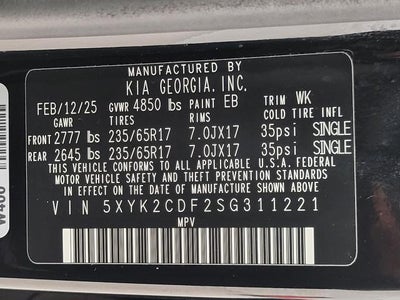 MANUFACTURED BY
KIA GEORGIA, INC.
FEB/12/25 GVWR 4850 lbs PAINT EB TRIM WK
GAWR TIRES RIMS COLD TIRE INFL
FRONT 2777 lbs 235/65R17 7.0JX17 35psi SINGLE
REAR 2645 lbs 235/65R17 7.0JX17 35psi SINGLE
THIS VEHICLE CONFORMS TO ALL APPLICABLE U.S.A. FEDERAL
MOTOR VEHICLE SAFETY, BUMPER, AND THEFT PREVENTION STANDARDS
IN EFFECT ON THE DATE OF MANUFACTURE SHOWN ABOVE.
VIN 5XYK2CDF2SG311221
MPV